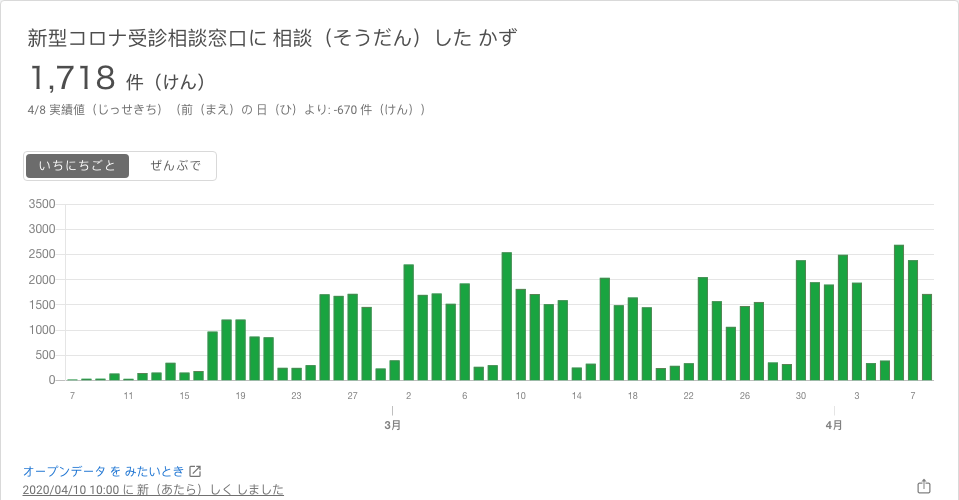 新型コロナ受診相談窓口に 相談（そうだん）した かず
1,718 件（けん）
4/8 実績値（じっせきち）（前（まえ）の 日（ひ）より: -670 件（けん））
いちにちごと ぜんぶで
3500
3000
2500
2000
1500
1000
500
0
7 11 15 19 23 27 2 6 10 14 18 22 26 30 3 7
3月 4月
オープンデータ を みたいとき
2020/04/10 10:00 に 新（あたら）しく しました